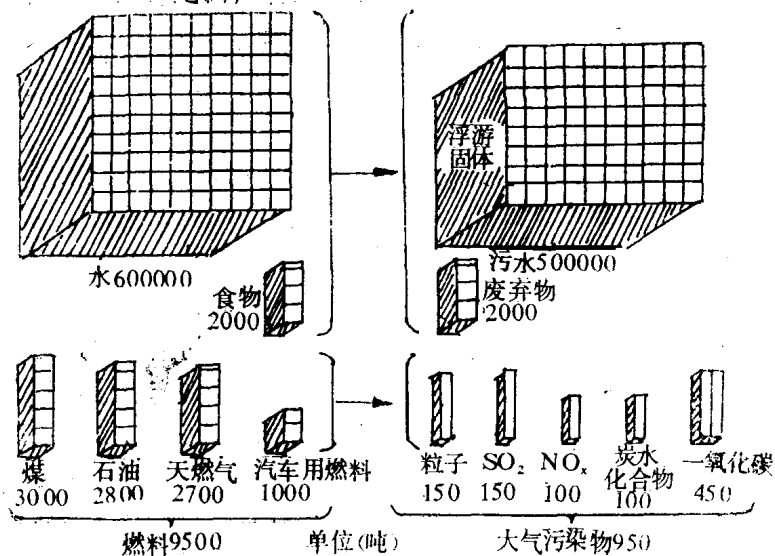 浮游
固体
水600000
污水500000
食物
2000
废弃物
2000
煤
3000
石油
2800
天燃气
2700
汽车用燃料
1000
粒子
150
SO₂
150
NOₓ
100
炭水
化合物
100
一氧化碳
450
燃料9500
单位(吨)
大气污染物950